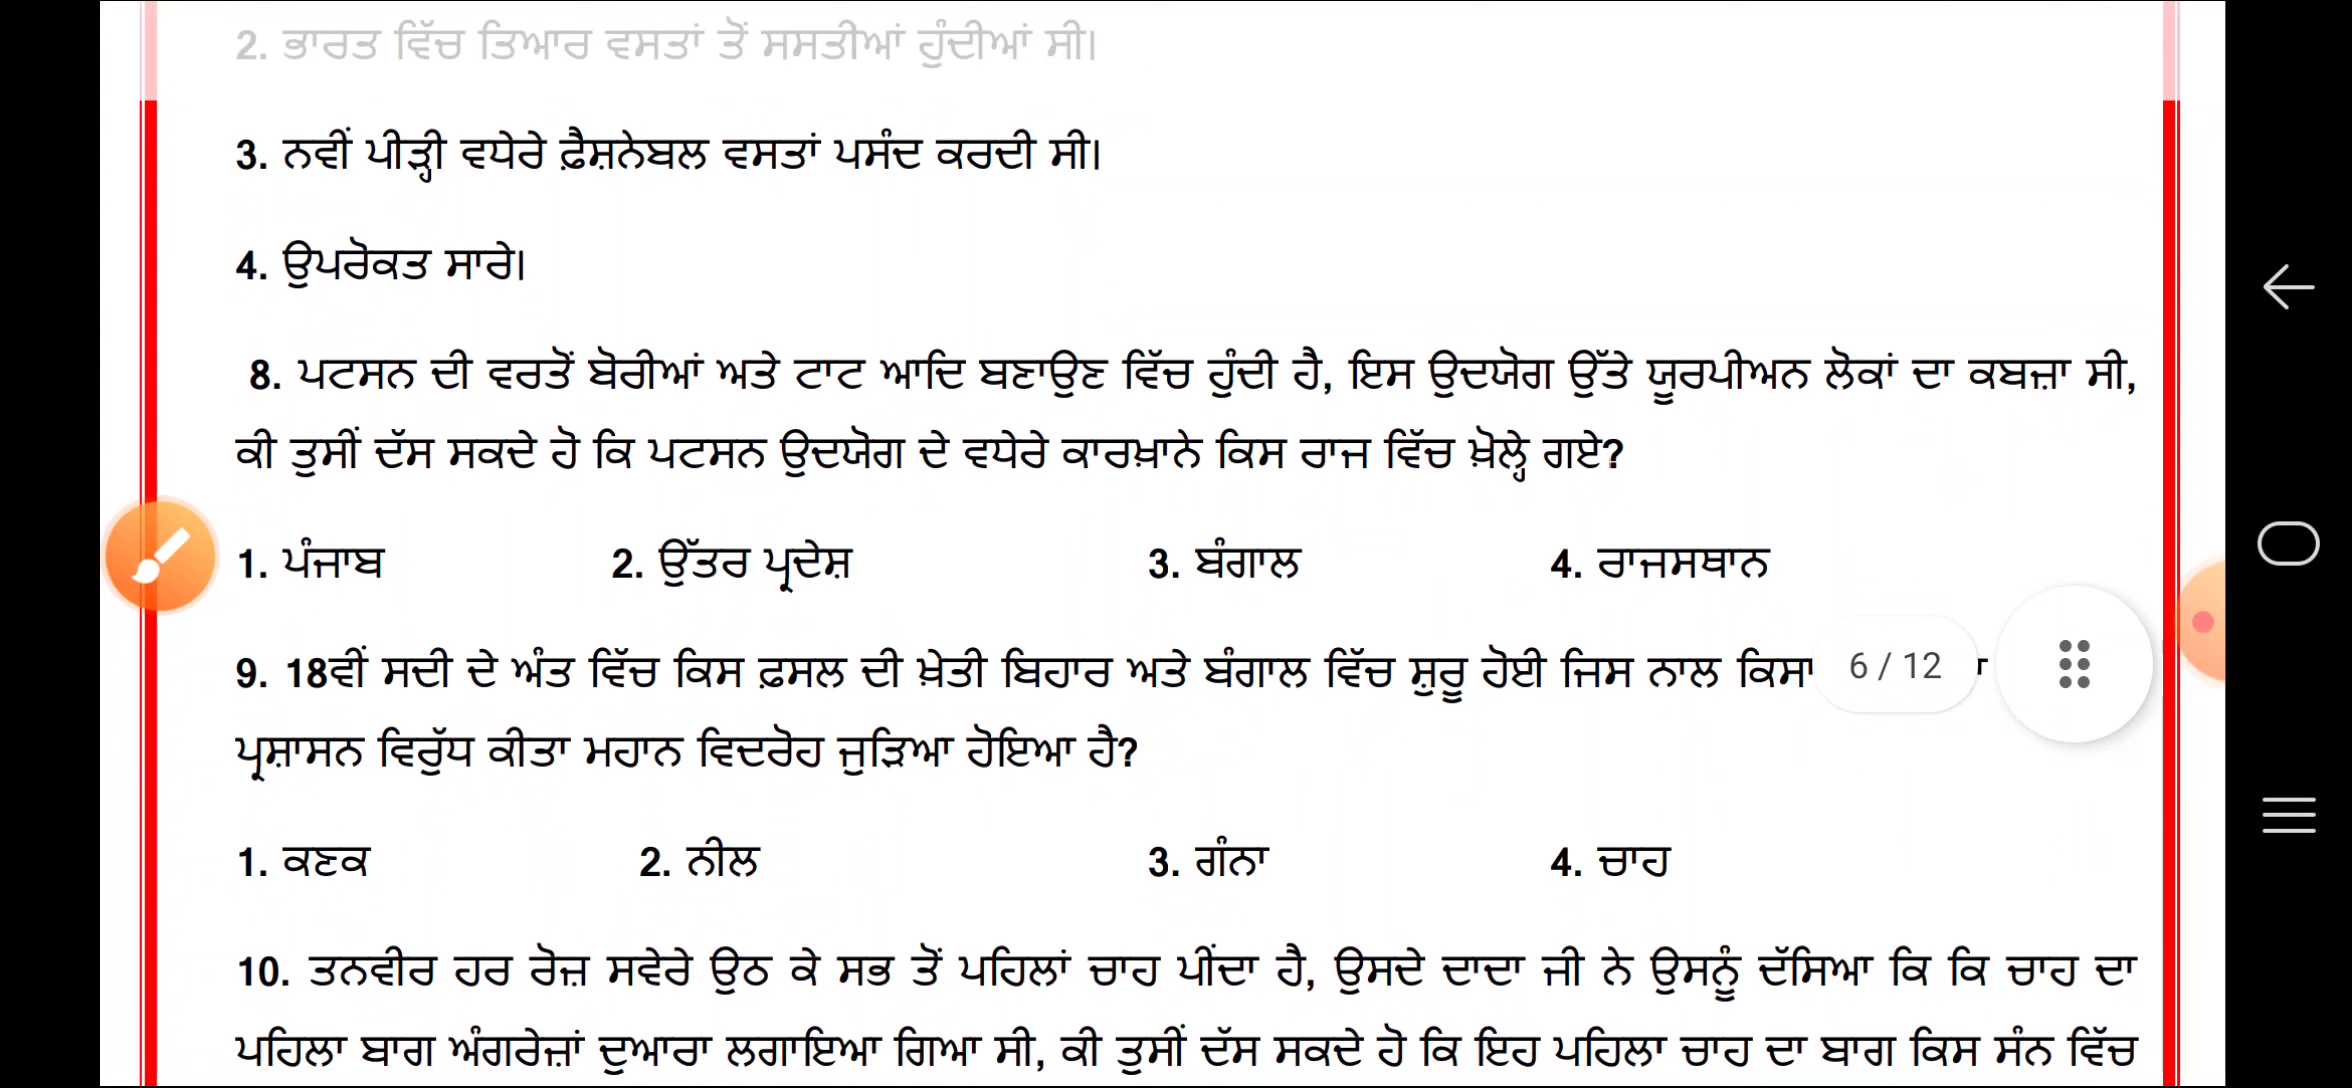 2. ਭਾਰਤ ਵਿੱਚ ਤਿਆਰ ਵਸਤਾਂ ਤੋਂ ਸਸਤੀਆਂ ਹੁੰਦੀਆਂ ਸੀ।
3. ਨਵੀਂ ਪੀੜ੍ਹੀ ਵਧੇਰੇ ਫ਼ੈਸ਼ਨੇਬਲ ਵਸਤਾਂ ਪਸੰਦ ਕਰਦੀ ਸੀ।
4. ਉਪਰੋਕਤ ਸਾਰੇ।
8. ਪਟਸਨ ਦੀ ਵਰਤੋਂ ਬੋਰੀਆਂ ਅਤੇ ਟਾਟ ਆਦਿ ਬਣਾਉਣ ਵਿੱਚ ਹੁੰਦੀ ਹੈ, ਇਸ ਉਦਯੋਗ ਉੱਤੇ ਯੂਰਪੀਅਨ ਲੋਕਾਂ ਦਾ ਕਬਜ਼ਾ ਸੀ,
ਕੀ ਤੁਸੀਂ ਦੱਸ ਸਕਦੇ ਹੋ ਕਿ ਪਟਸਨ ਉਦਯੋਗ ਦੇ ਵਧੇਰੇ ਕਾਰਖ਼ਾਨੇ ਕਿਸ ਰਾਜ ਵਿੱਚ ਖ਼ੋਲ੍ਹੇ ਗਏ?
1. ਪੰਜਾਬ 2. ਉੱਤਰ ਪ੍ਰਦੇਸ਼ 3. ਬੰਗਾਲ 4. ਰਾਜਸਥਾਨ
9. 18ਵੀਂ ਸਦੀ ਦੇ ਅੰਤ ਵਿੱਚ ਕਿਸ ਫ਼ਸਲ ਦੀ ਖ਼ੇਤੀ ਬਿਹਾਰ ਅਤੇ ਬੰਗਾਲ ਵਿੱਚ ਸ਼ੁਰੂ ਹੋਈ ਜਿਸ ਨਾਲ ਕਿਸਾ
6 / 12
ਪ੍ਰਸ਼ਾਸਨ ਵਿਰੁੱਧ ਕੀਤਾ ਮਹਾਨ ਵਿਦਰੋਹ ਜੁੜਿਆ ਹੋਇਆ ਹੈ?
1. ਕਣਕ 2. ਨੀਲ 3. ਗੰਨਾ 4. ਚਾਹ
10. ਤਨਵੀਰ ਹਰ ਰੋਜ਼ ਸਵੇਰੇ ਉਠ ਕੇ ਸਭ ਤੋਂ ਪਹਿਲਾਂ ਚਾਹ ਪੀਂਦਾ ਹੈ, ਉਸਦੇ ਦਾਦਾ ਜੀ ਨੇ ਉਸਨੂੰ ਦੱਸਿਆ ਕਿ ਕਿ ਚਾਹ ਦਾ
ਪਹਿਲਾ ਬਾਗ ਅੰਗਰੇਜ਼ਾਂ ਦੁਆਰਾ ਲਗਾਇਆ ਗਿਆ ਸੀ, ਕੀ ਤੁਸੀਂ ਦੱਸ ਸਕਦੇ ਹੋ ਕਿ ਇਹ ਪਹਿਲਾ ਚਾਹ ਦਾ ਬਾਗ ਕਿਸ ਸੰਨ ਵਿੱਚ